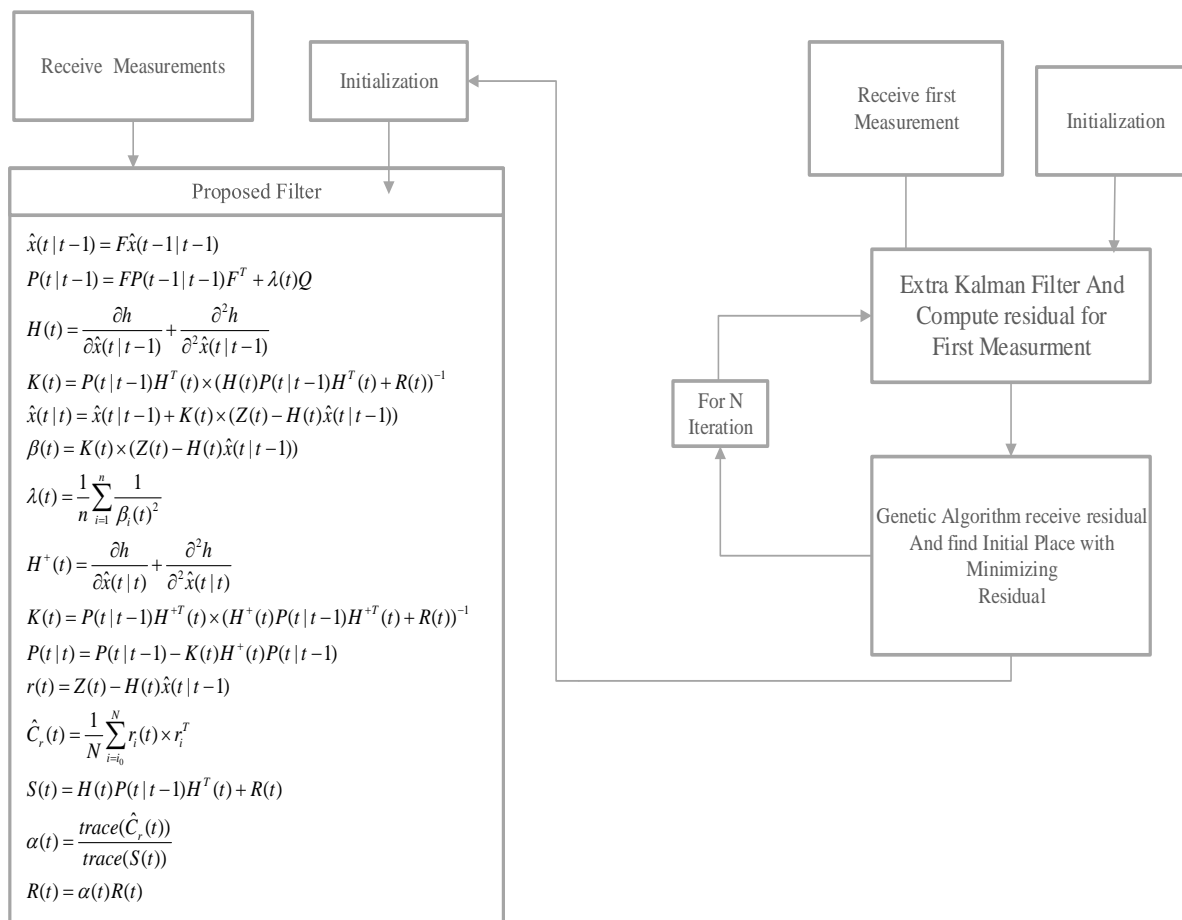 Receive Measurements
Initialization
Proposed Filter
x̂(t | t−1) = Fx̂(t−1 | t−1)
P(t | t−1) = FP(t−1 | t−1)F^T + λ(t)Q
H(t) = ∂h/∂x̂(t | t−1) + ∂²h/∂²x̂(t | t−1)
K(t) = P(t | t−1)H^T(t)×(H(t)P(t | t−1)H^T(t) + R(t))^−1
x̂(t | t) = x̂(t | t−1) + K(t)×(Z(t) − H(t)x̂(t | t−1))
β(t) = K(t)×(Z(t) − H(t)x̂(t | t−1))
λ(t) = 1/n ∑_{i=1}^{n} 1/β_i(t)²
H^+(t) = ∂h/∂x̂(t | t) + ∂²h/∂²x̂(t | t)
K(t) = P(t | t−1)H^{+T}(t)×(H^+(t)P(t | t−1)H^{+T}(t) + R(t))^−1
P(t | t) = P(t | t−1) − K(t)H^+(t)P(t | t−1)
r(t) = Z(t) − H(t)x̂(t | t−1)
Ĉ_r(t) = 1/N ∑_{i=i_0}^{N} r_i(t)×r_i^T
S(t) = H(t)P(t | t−1)H^T(t) + R(t)
α(t) = trace(Ĉ_r(t))/trace(S(t))
R(t) = α(t)R(t)
Receive first
Measurement
Initialization
Extra Kalman Filter And
Compute residual for
First Measurment
For N
Iteration
Genetic Algorithm receive residual
And find Initial Place with
Minimizing
Residual